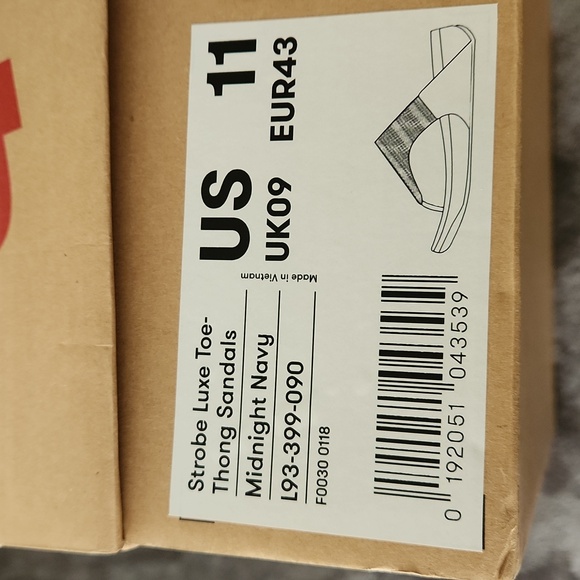 US 11
UK09 EUR43
Made in Vietnam
Strobe Luxe Toe-
Thong Sandals
Midnight Navy
L93-399-090
F0030 0118
0 192051 043539